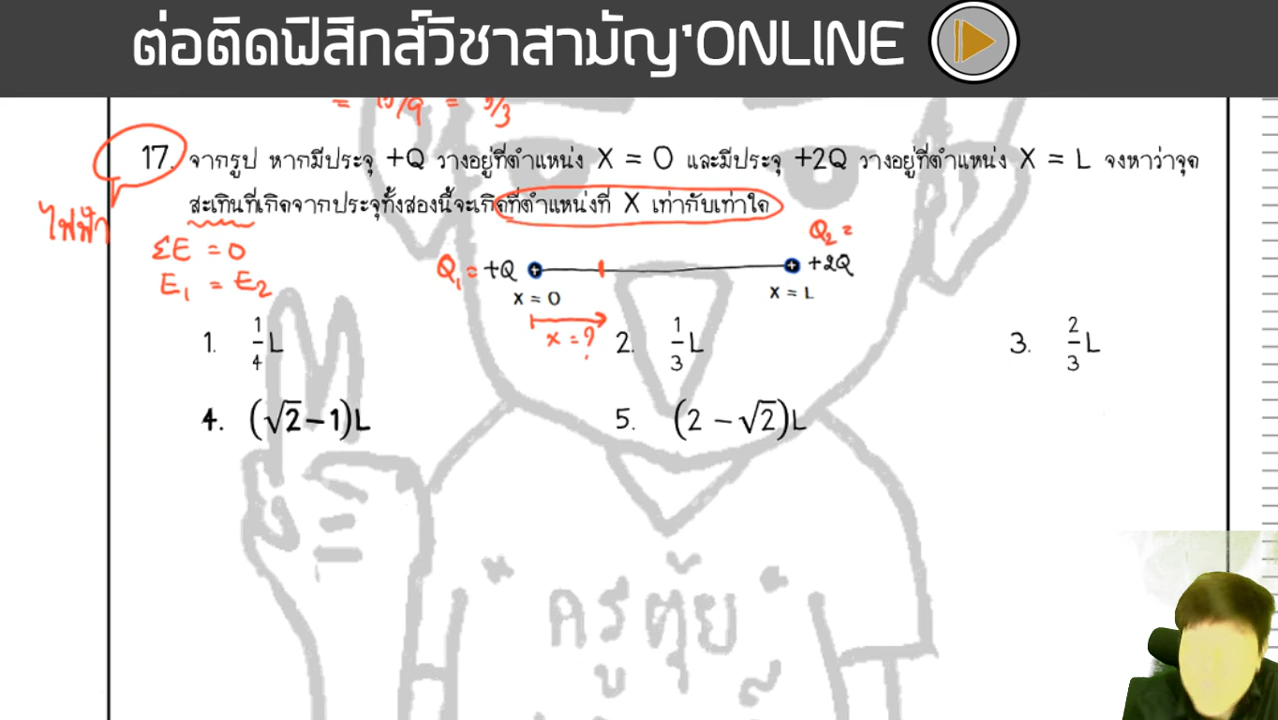 ต่อติดฟิสิกส์วิชาสามัญ'ONLINE
17. จากรูป หากมีประจุ +Q วางอยู่ที่ตำแหน่ง X = 0 และมีประจุ +2Q วางอยู่ที่ตำแหน่ง X = L จงหาว่าจุด
สะเทินที่เกิดจากประจุทั้งสองนี้จะเกิดที่ตำแหน่งที่ X เท่ากับเท่าใด
ไฟฟ้า
ΣE = 0
E₁ = E₂
Q₂ =
Q₁ = +Q + + +2Q
X = 0 X = L
x = ?
1. 1/4 L 2. 1/3 L 3. 2/3 L
4. (√2 – 1)L 5. (2 – √2)L
"ครูตุ้ย